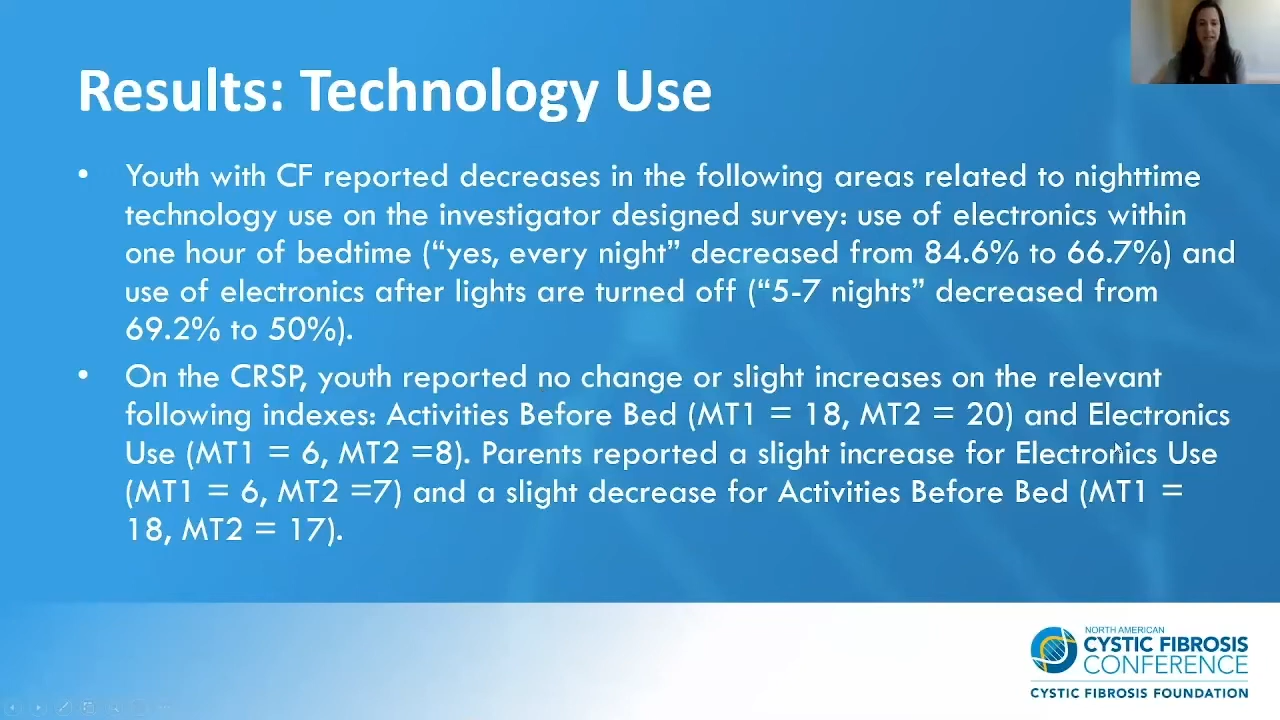 Results: Technology Use
• Youth with CF reported decreases in the following areas related to nighttime
technology use on the investigator designed survey: use of electronics within
one hour of bedtime (“yes, every night” decreased from 84.6% to 66.7%) and
use of electronics after lights are turned off (“5-7 nights” decreased from
69.2% to 50%).
• On the CRSP, youth reported no change or slight increases on the relevant
following indexes: Activities Before Bed (MT1 = 18, MT2 = 20) and Electronics
Use (MT1 = 6, MT2 =8). Parents reported a slight increase for Electronics Use
(MT1 = 6, MT2 =7) and a slight decrease for Activities Before Bed (MT1 =
18, MT2 = 17).
NORTH AMERICAN
CYSTIC FIBROSIS
CONFERENCE
CYSTIC FIBROSIS FOUNDATION